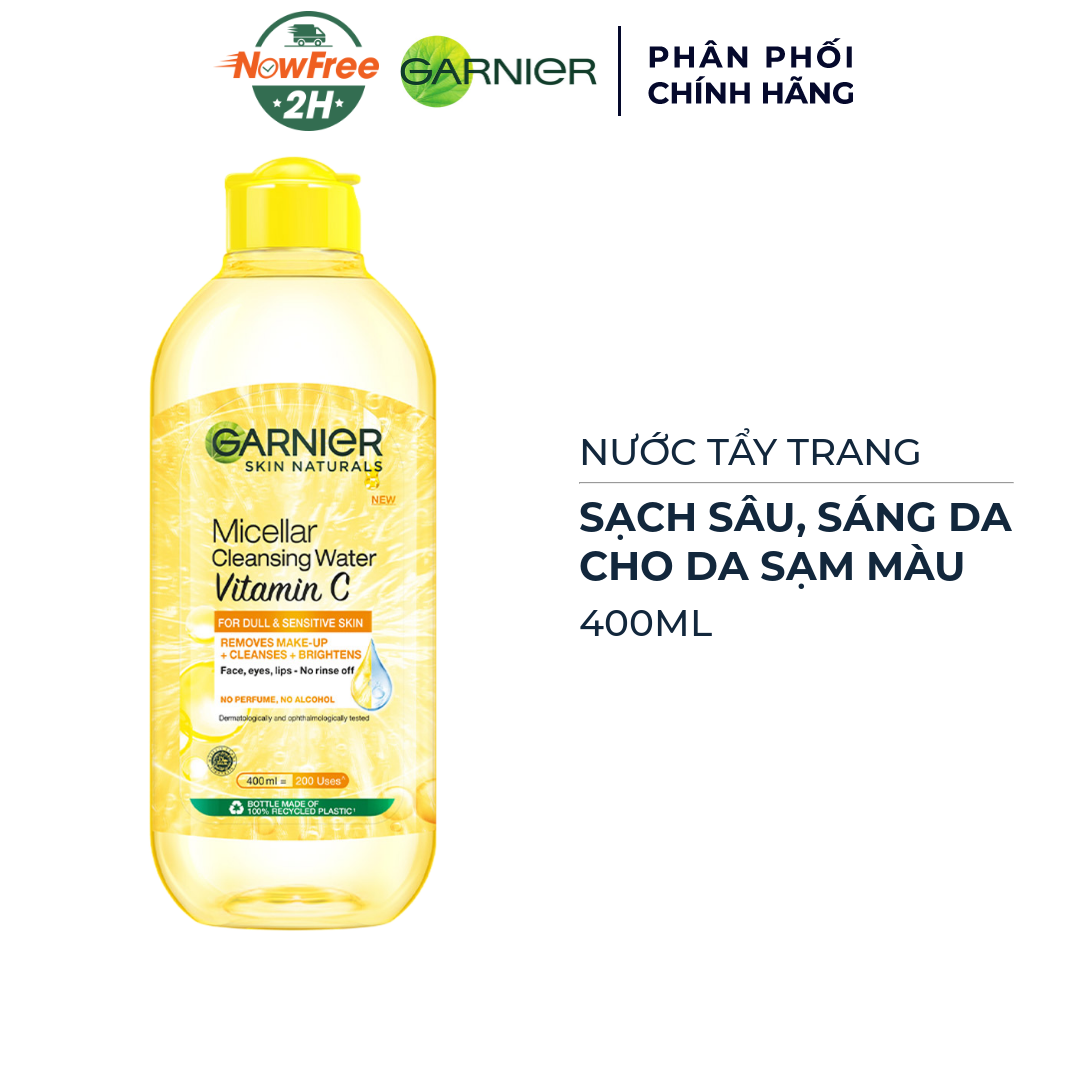 NowFree
2H
GARNIER
PHÂN PHỐI
CHÍNH HÃNG
GARNIER
SKIN NATURALS
NEW
Micellar
Cleansing Water
Vitamin C
FOR DULL & SENSITIVE SKIN
REMOVES MAKE-UP
+ CLEANSES + BRIGHTENS
Face, eyes, lips - No rinse off
NO PERFUME, NO ALCOHOL
Dermatologically and ophthalmologically tested
400 ml = 200 Uses*
BOTTLE MADE OF
100% RECYCLED PLASTIC¹
NƯỚC TẨY TRANG
SẠCH SÂU, SÁNG DA
CHO DA SẠM MÀU
400ML